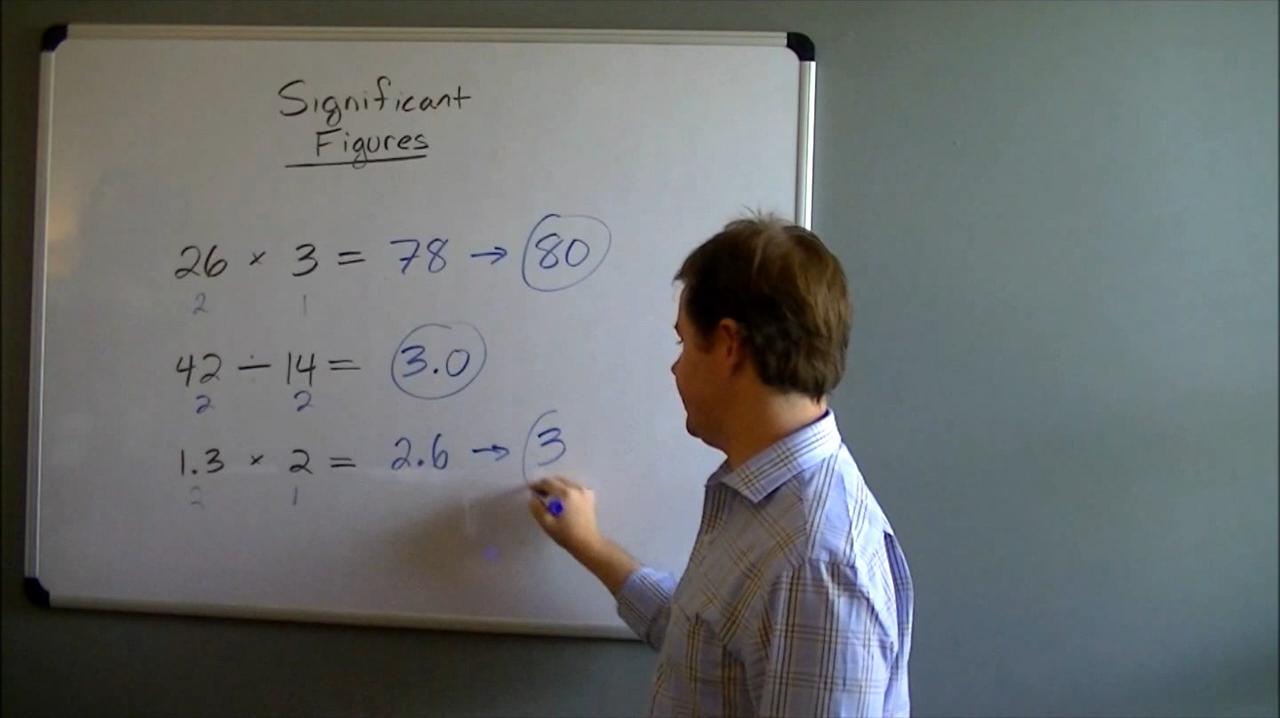 Significant
Figures
26 × 3 = 78 → 80
2 1
42 ÷ 14 = 3.0
2 2
1.3 × 2 = 2.6 → 3
2 1